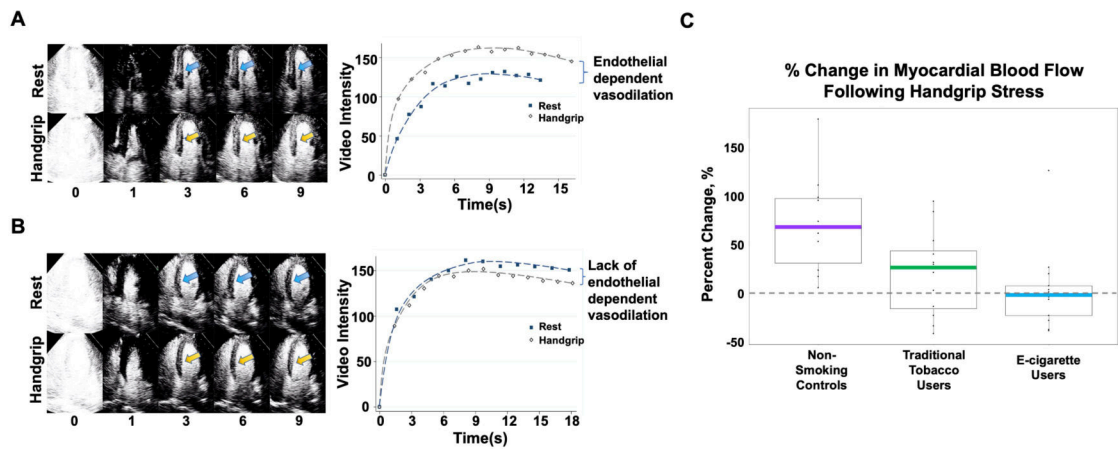 A
Rest
Handgrip
0 1 3 6 9
Video Intensity
150
100
50
0
0 3 6 9 12 15
Time(s)
Rest
Handgrip
Endothelial
dependent
vasodilation
B
Rest
Handgrip
0 1 3 6 9
Video Intensity
150
100
50
0
0 3 6 9 12 15 18
Time(s)
Rest
Handgrip
Lack of
endothelial
dependent
vasodilation
C
% Change in Myocardial Blood Flow
Following Handgrip Stress
Percent Change, %
150
100
50
0
-50
Non-
Smoking
Controls
Traditional
Tobacco
Users
E-cigarette
Users